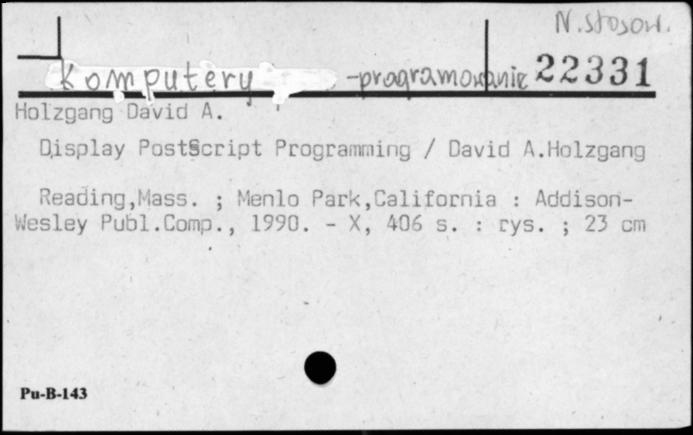 N.stosow.
Komputery -programowanie 22331
Holzgang David A.
Display PostScript Programming / David A.Holzgang
Reading,Mass. ; Menlo Park,California : Addison-
Wesley Publ.Comp., 1990. - X, 406 s. : rys. ; 23 cm
Pu-B-143